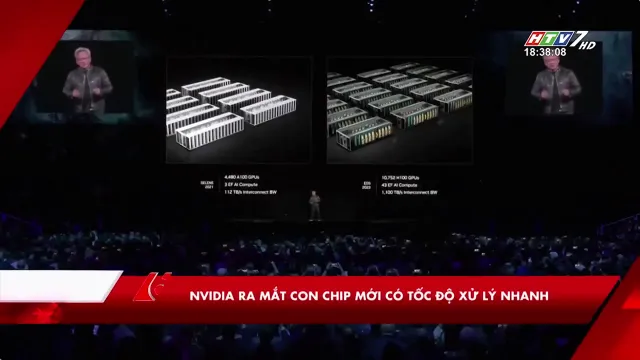 HTV7 HD
18:38:08
SELENE
2021
4,480 A100 GPUs
3 EF AI Compute
112 TB/s Interconnect BW
EOS
2023
10,752 H100 GPUs
43 EF AI Compute
1,100 TB/s Interconnect BW
NVIDIA RA MẮT CON CHIP MỚI CÓ TỐC ĐỘ XỬ LÝ NHANH